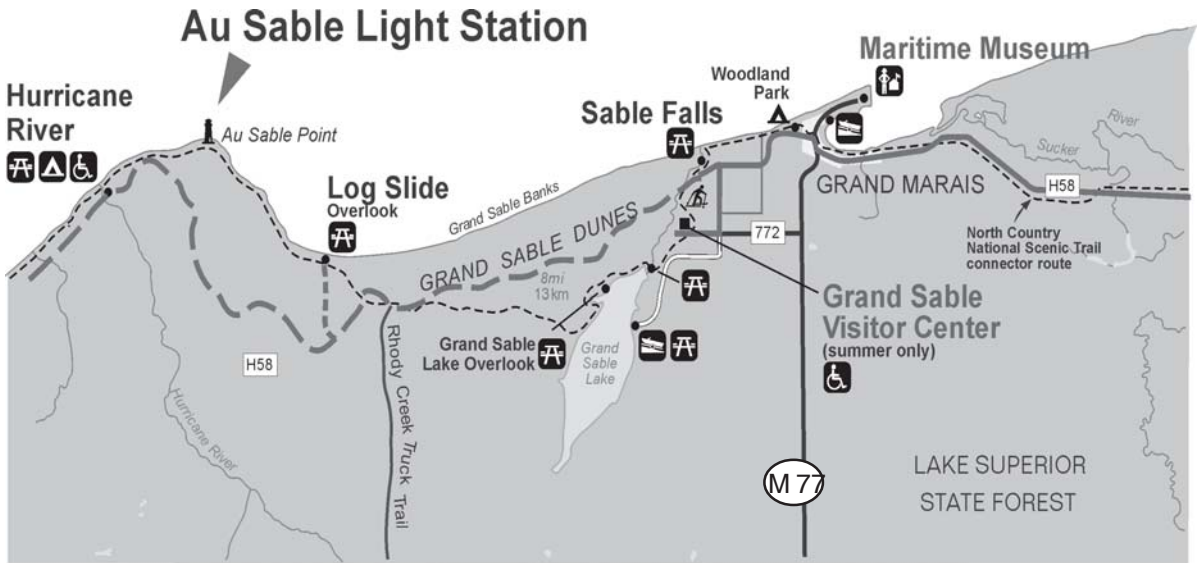 Au Sable Light Station
Maritime Museum
Hurricane
River
Woodland
Park
Sable Falls
Au Sable Point
River
Sucker
Log Slide
Overlook
Grand Sable Banks
GRAND MARAIS
H58
GRAND SABLE DUNES
8mi
13km
772
North Country
National Scenic Trail
connector route
Grand Sable
Visitor Center
(summer only)
Grand Sable
Lake Overlook
Grand
Sable
Lake
H58
Rhody Creek Truck Trail
Hurricane River
M 77
LAKE SUPERIOR
STATE FOREST